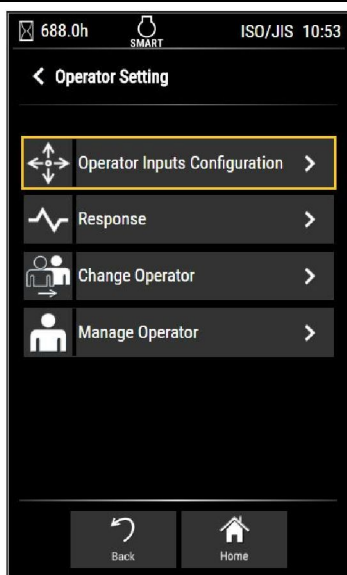 688.0h SMART ISO/JIS 10:53
Operator Setting
Operator Inputs Configuration
Response
Change Operator
Manage Operator
Back Home